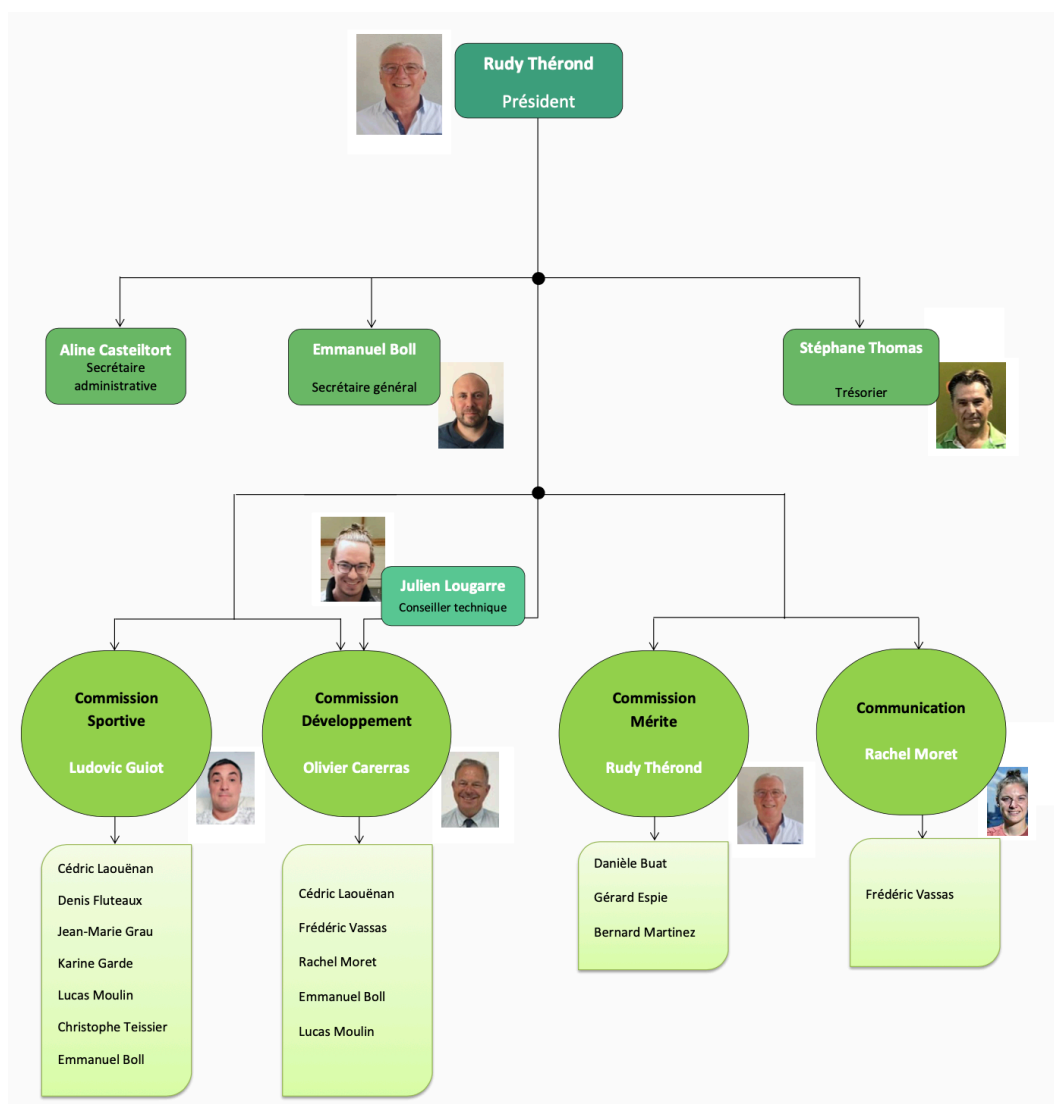 Rudy Thérond
Président
Aline Casteiltort
Secrétaire
administrative
Emmanuel Boll
Secrétaire général
Stéphane Thomas
Trésorier
Julien Lougarre
Conseiller technique
Commission
Sportive
Ludovic Guiot
Commission
Développement
Olivier Carerras
Commission
Mérite
Rudy Thérond
Communication
Rachel Moret
Cédric Laouënan
Denis Fluteaux
Jean-Marie Grau
Karine Garde
Lucas Moulin
Christophe Teissier
Emmanuel Boll
Cédric Laouënan
Frédéric Vassas
Rachel Moret
Emmanuel Boll
Lucas Moulin
Danièle Buat
Gérard Espie
Bernard Martinez
Frédéric Vassas